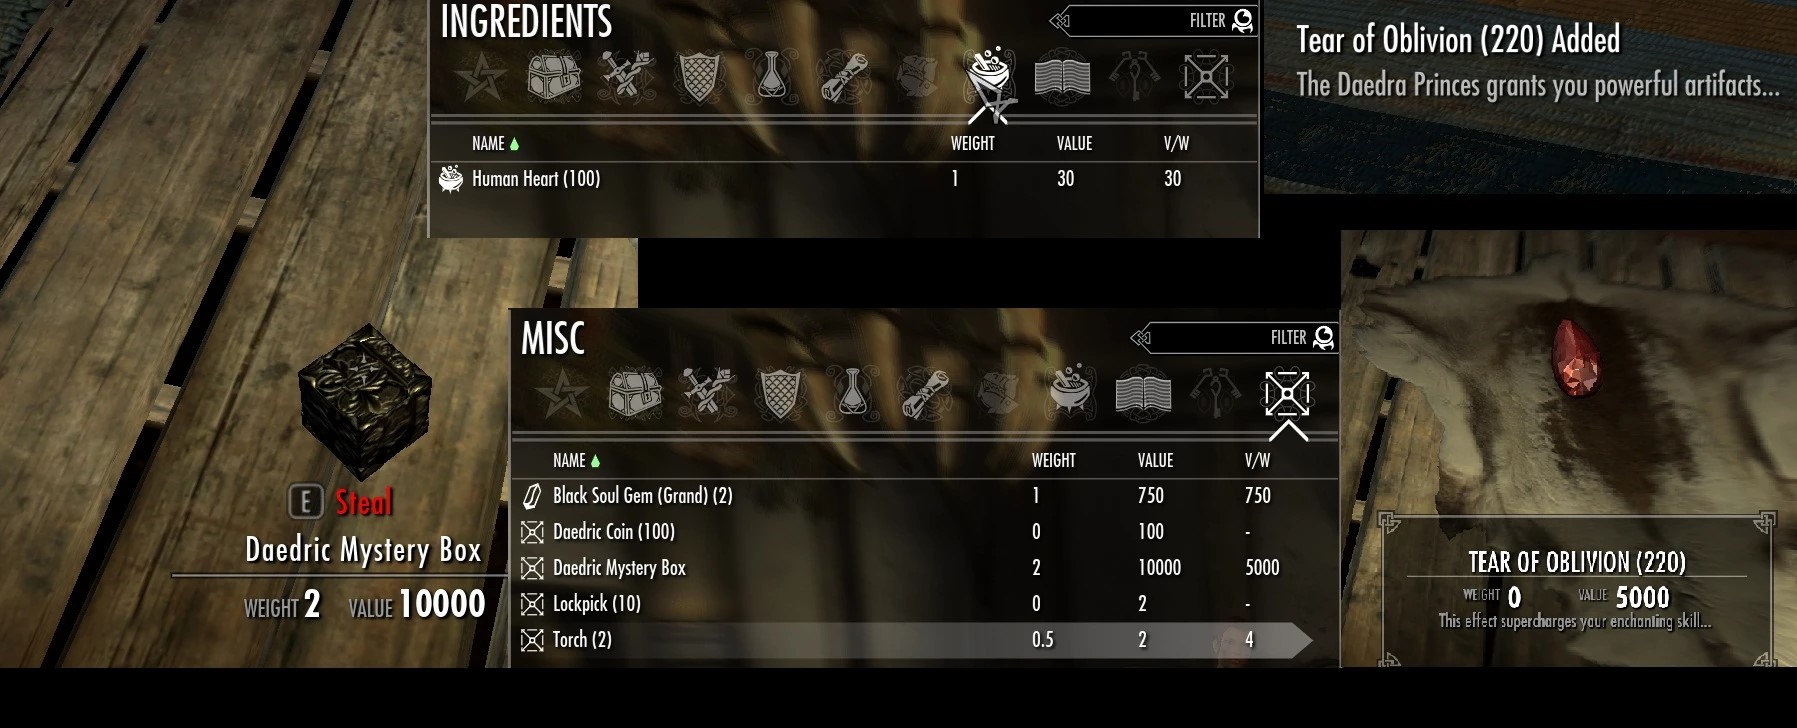 INGREDIENTS
FILTER
NAME WEIGHT VALUE V/W
Human Heart (100) 1 30 30
Tear of Oblivion (220) Added
The Daedra Princes grants you powerful artifacts...
E Steal
Daedric Mystery Box
WEIGHT 2 VALUE 10000
MISC
FILTER
NAME WEIGHT VALUE V/W
Black Soul Gem (Grand) (2) 1 750 750
Daedric Coin (100) 0 100 -
Daedric Mystery Box 2 10000 5000
Lockpick (10) 0 2 -
Torch (2) 0.5 2 4
TEAR OF OBLIVION (220)
WEIGHT 0 VALUE 5000
This effect supercharges your enchanting skill...